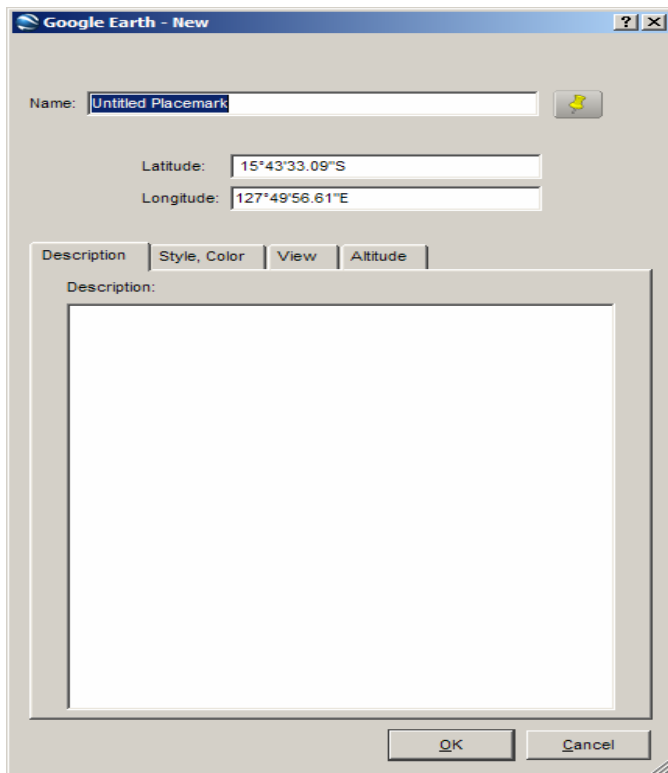 Google Earth - New
Name: Untitled Placemark
Latitude: 15°43'33.09"S
Longitude: 127°49'56.61"E
Description Style, Color View Altitude
Description:
OK Cancel